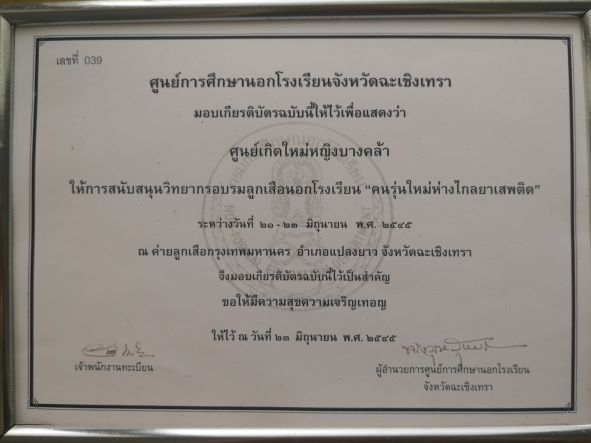 เลขที่ 039
ศูนย์การศึกษานอกโรงเรียนจังหวัดฉะเชิงเทรา
มอบเกียรติบัตรฉบับนี้ให้ไว้เพื่อแสดงว่า
ศูนย์เกิดใหม่หญิงบางคล้า
ให้การสนับสนุนวิทยากรอบรมลูกเสือนอกโรงเรียน “คนรุ่นใหม่ห่างไกลยาเสพติด”
ระหว่างวันที่ ๒๑ - ๒๓ มิถุนายน พ.ศ. ๒๕๔๕
ณ ค่ายลูกเสือกรุงเทพมหานคร อำเภอแปลงยาว จังหวัดฉะเชิงเทรา
จึงมอบเกียรติบัตรฉบับนี้ไว้เป็นสำคัญ
ขอให้มีความสุขความเจริญเทอญ
ให้ไว้ ณ วันที่ ๒๓ มิถุนายน พ.ศ. ๒๕๔๕
เจ้าพนักงานทะเบียน
ผู้อำนวยการศูนย์การศึกษานอกโรงเรียน
จังหวัดฉะเชิงเทรา